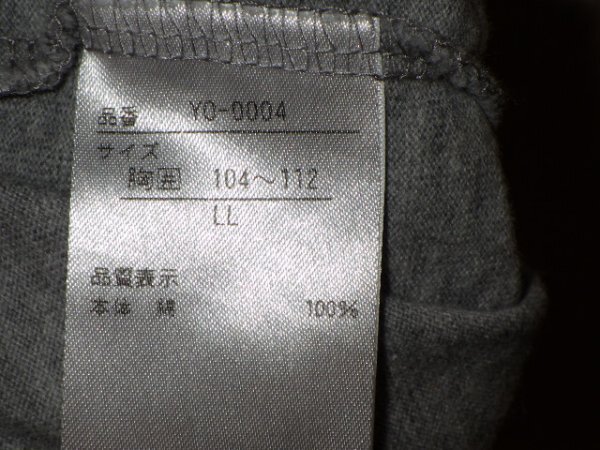 品番 YO-0004
サイズ
胸囲 104～112
LL
品質表示
本体 綿 100%